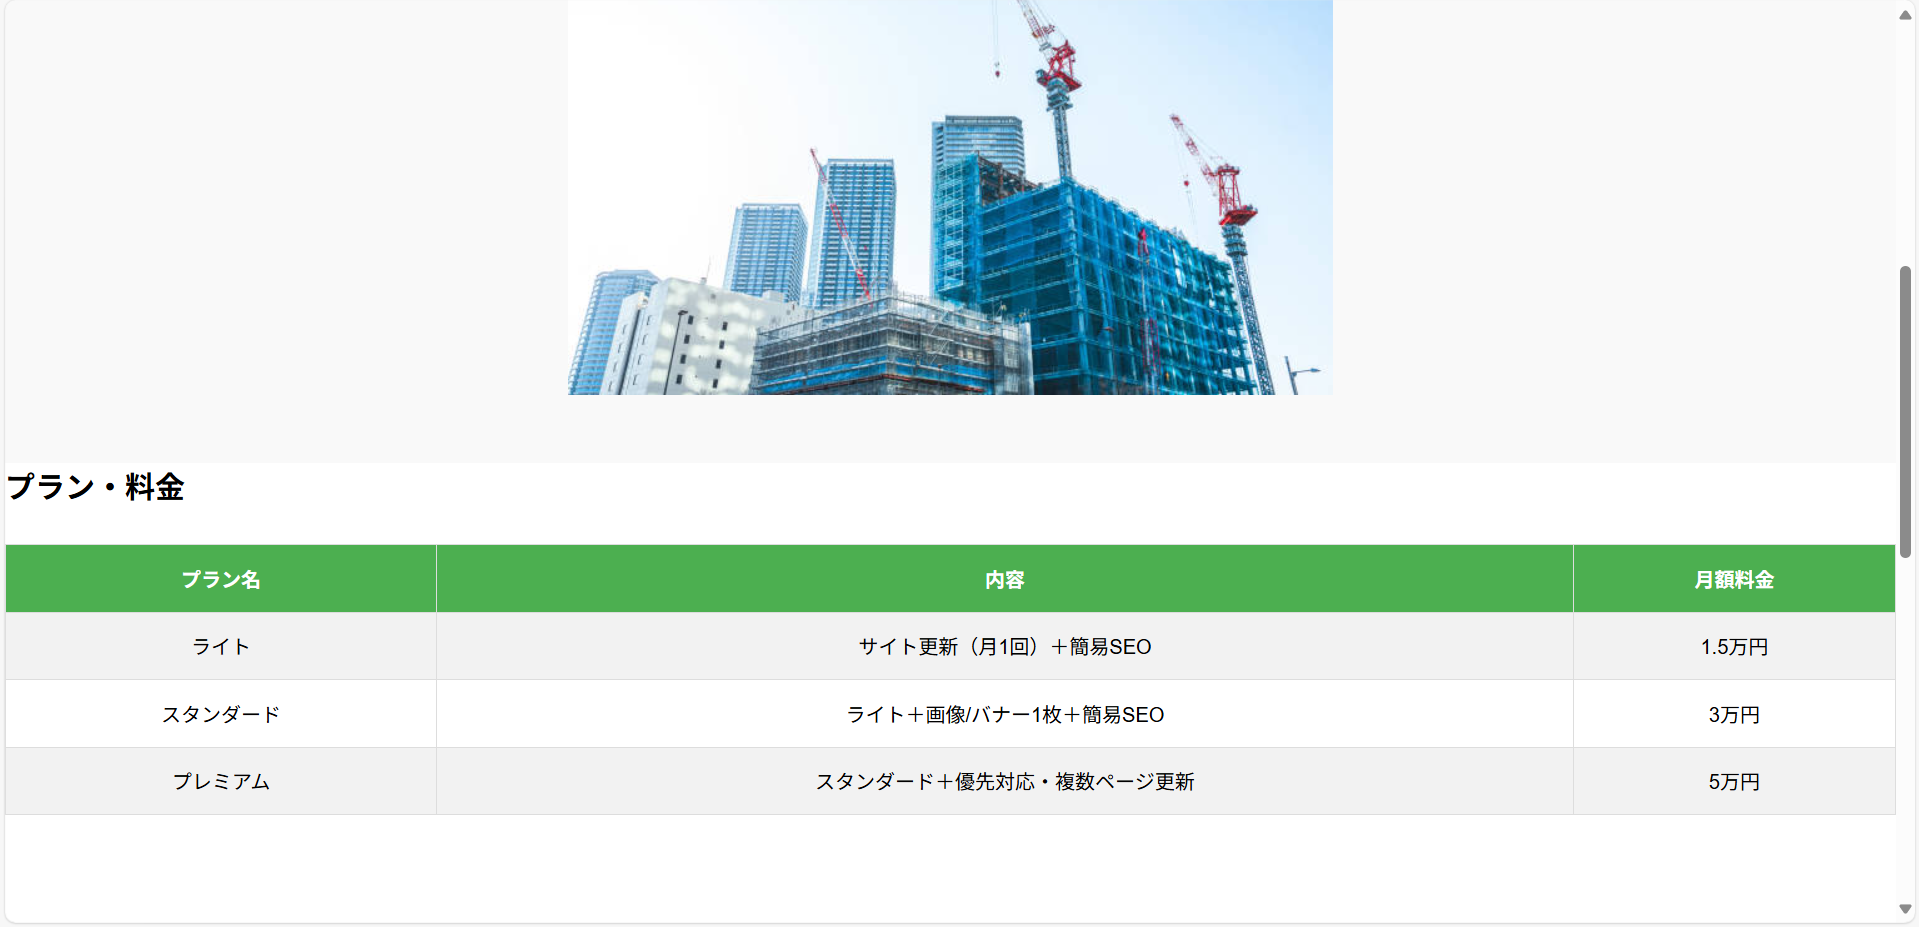 プラン・料金
プラン名 内容 月額料金
ライト サイト更新（月1回）＋簡易SEO 1.5万円
スタンダード ライト＋画像/バナー1枚＋簡易SEO 3万円
プレミアム スタンダード＋優先対応・複数ページ更新 5万円